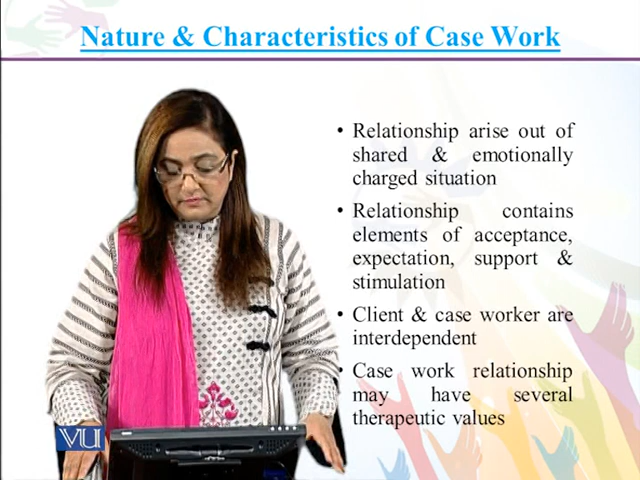 Nature & Characteristics of Case Work
• Relationship arise out of
shared & emotionally
charged situation
• Relationship contains
elements of acceptance,
expectation, support &
stimulation
• Client & case worker are
interdependent
• Case work relationship
may have several
therapeutic values
VU